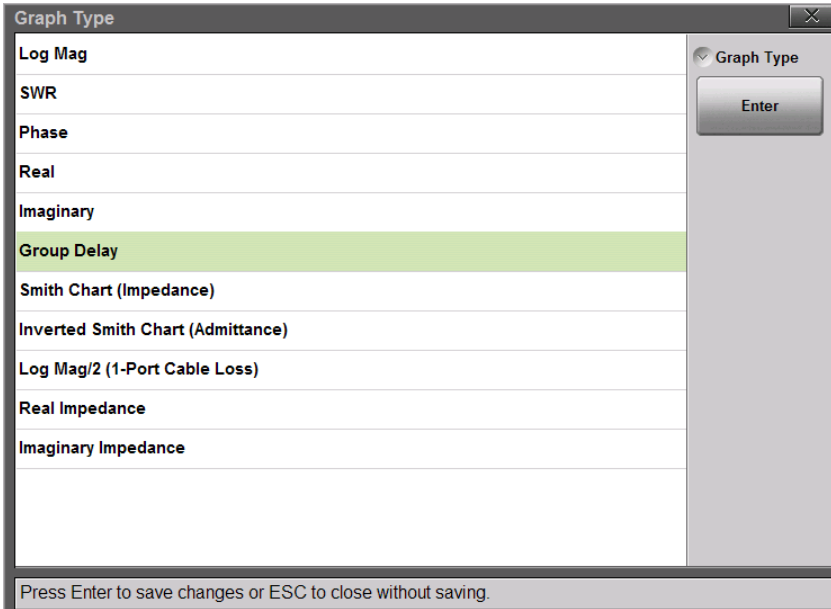 Graph Type
Log Mag
SWR
Phase
Real
Imaginary
Group Delay
Smith Chart (Impedance)
Inverted Smith Chart (Admittance)
Log Mag/2 (1-Port Cable Loss)
Real Impedance
Imaginary Impedance
Graph Type
Enter
Press Enter to save changes or ESC to close without saving.